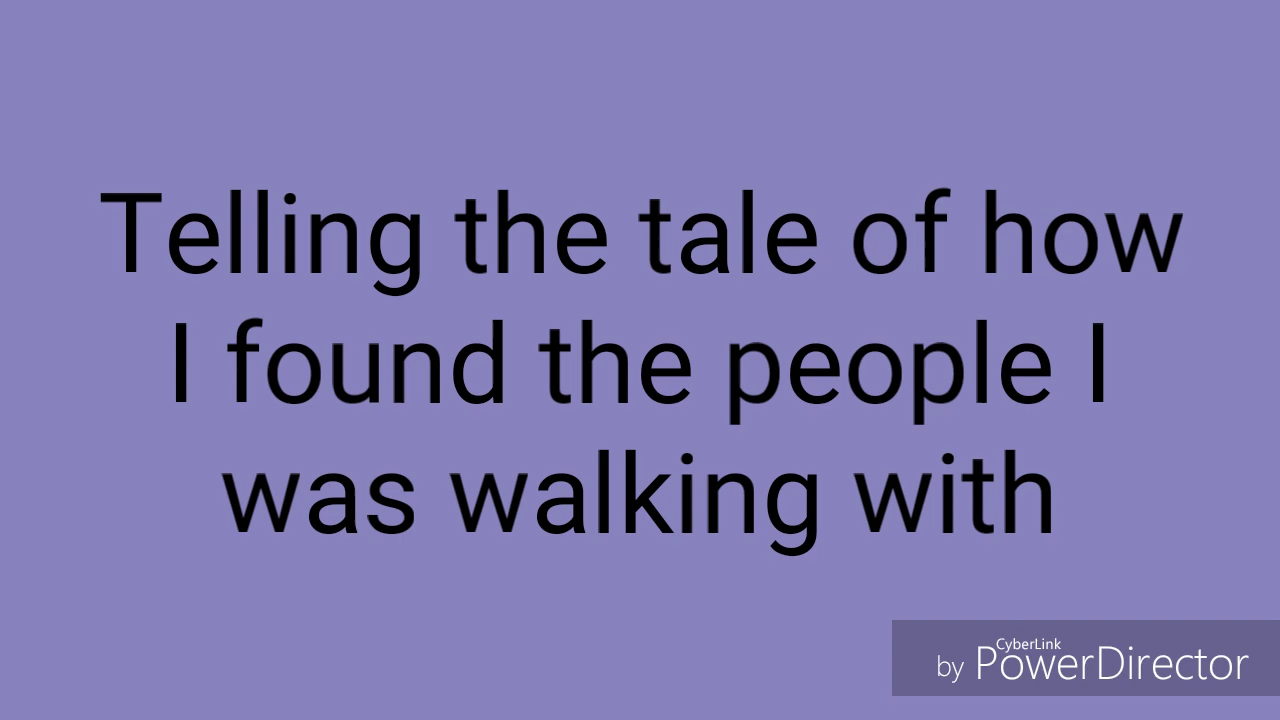 Telling the tale of how
I found the people I
was walking with
CyberLink
by PowerDirector